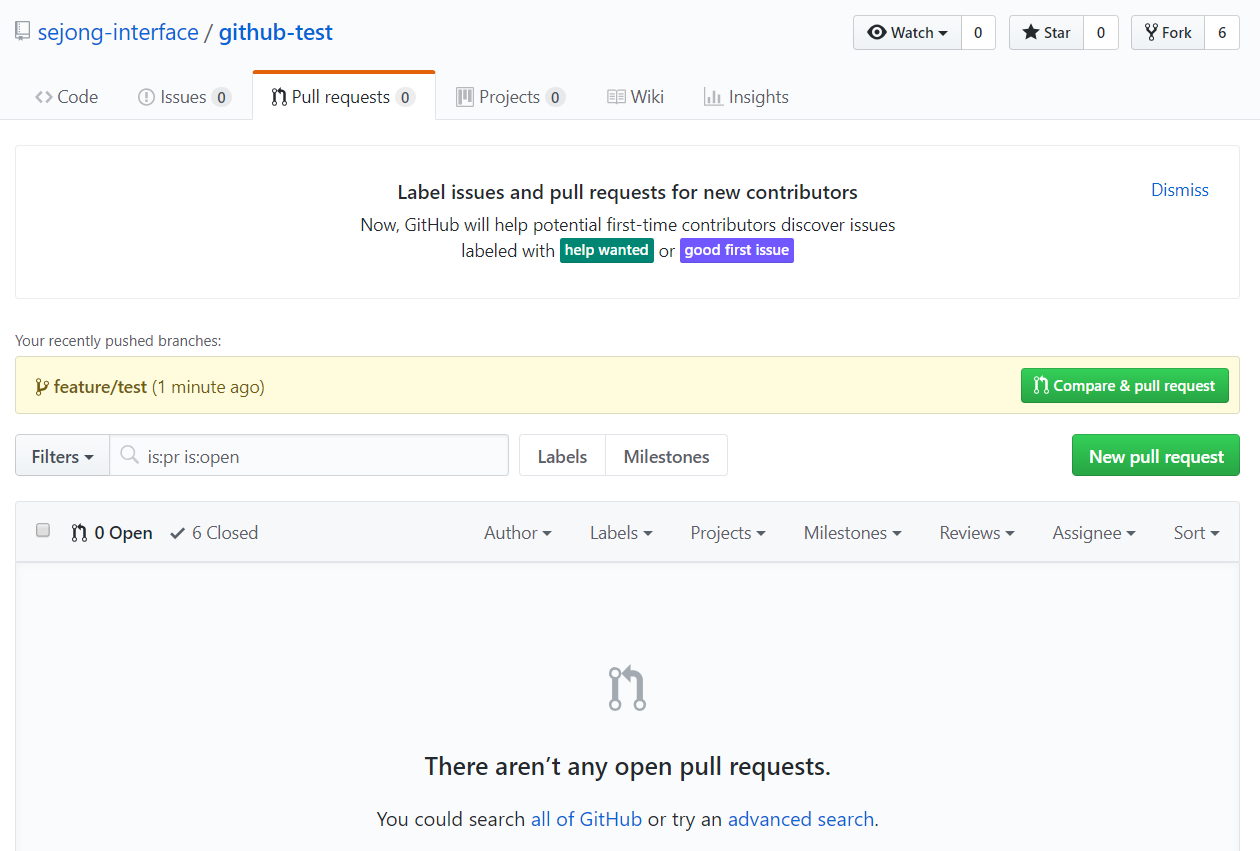 sejong-interface / github-test
Watch 0 Star 0 Fork 6
Code Issues 0 Pull requests 0 Projects 0 Wiki Insights
Label issues and pull requests for new contributors
Dismiss
Now, GitHub will help potential first-time contributors discover issues
labeled with help wanted or good first issue
Your recently pushed branches:
feature/test (1 minute ago) Compare & pull request
Filters is:pr is:open Labels Milestones New pull request
0 Open 6 Closed Author Labels Projects Milestones Reviews Assignee Sort
There aren’t any open pull requests.
You could search all of GitHub or try an advanced search.